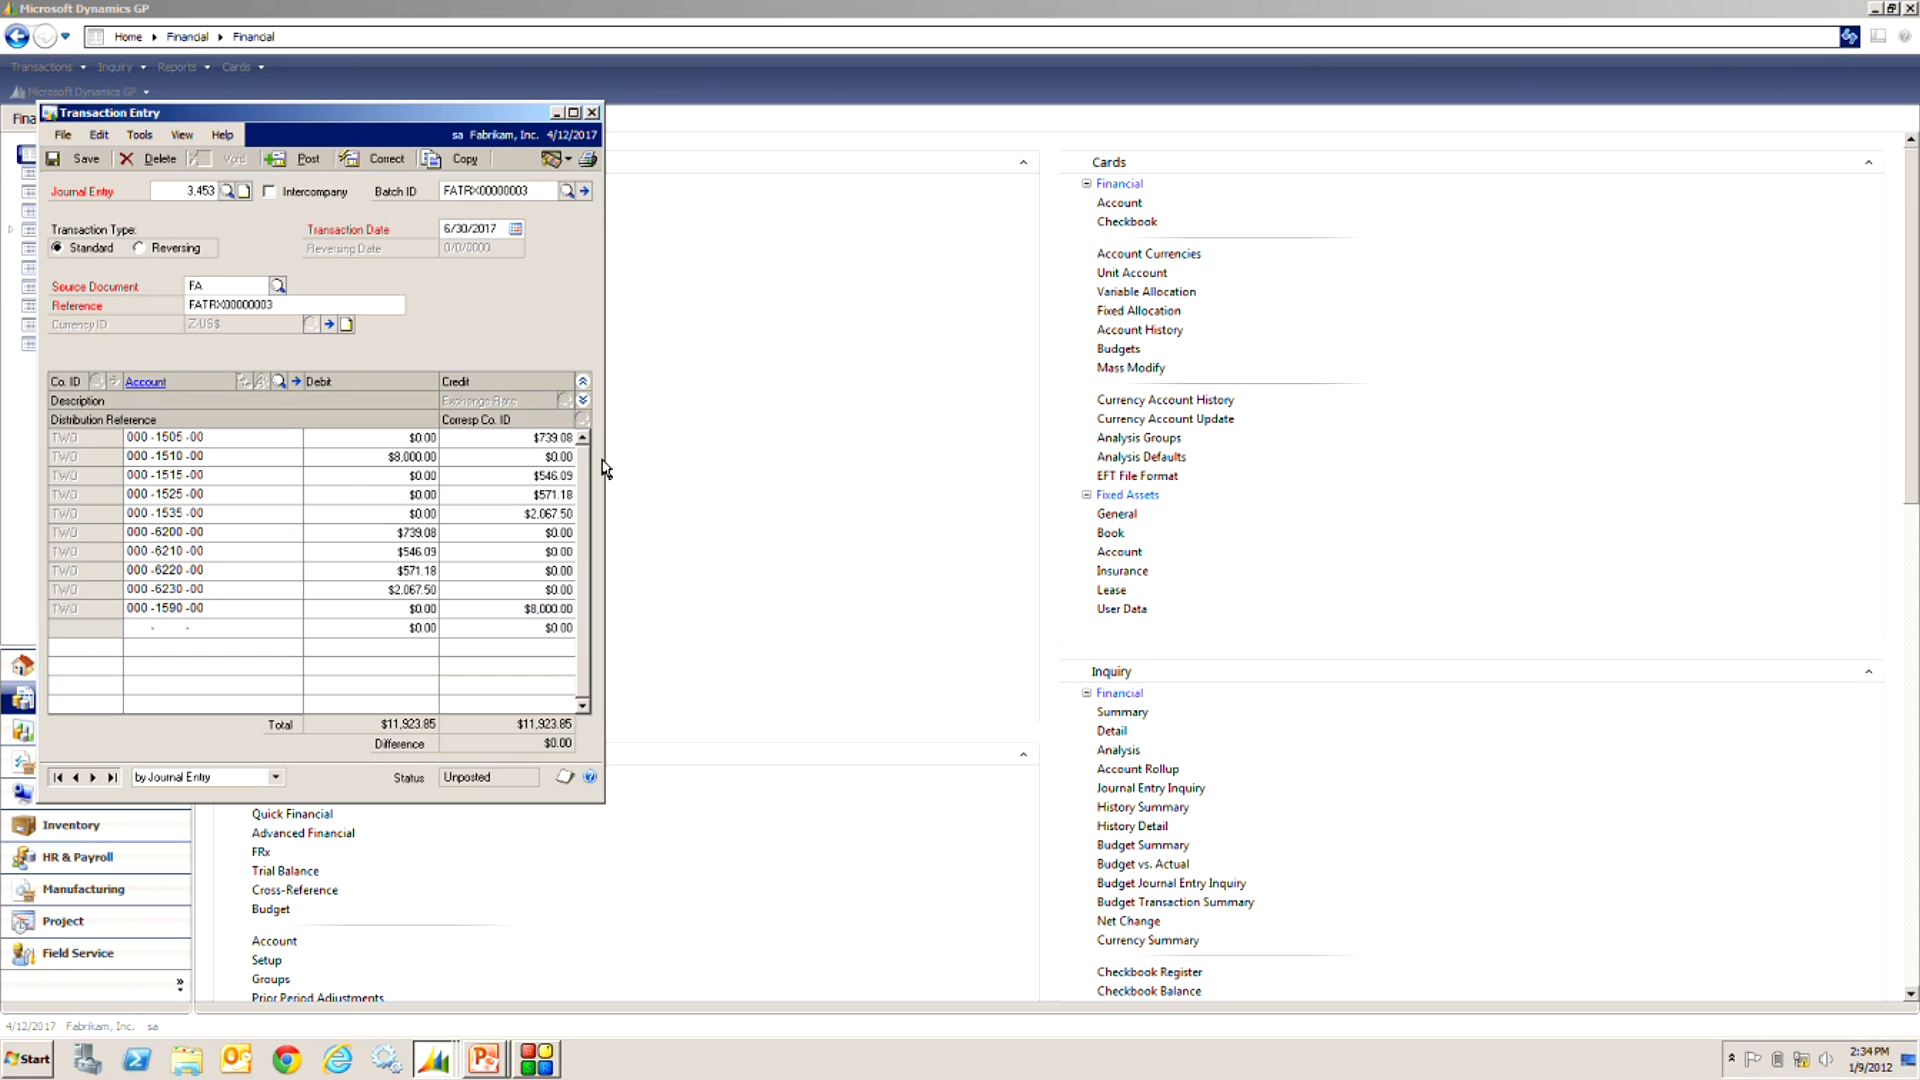 Microsoft Dynamics GP
Home Financial Financial
Transactions Inquiry Reports Cards
Microsoft Dynamics GP
Fina
Transaction Entry
File Edit Tools View Help sa Fabrikam, Inc. 4/12/2017
Save Delete Void Post Correct Copy
Journal Entry 3,453 Intercompany Batch ID FATRX00000003
Transaction Type: Transaction Date 6/30/2017
Standard Reversing Reversing Date 0/0/0000
Source Document FA
Reference FATRX00000003
Currency ID Z-US$
Co. ID Account Debit Credit
Description Exchange Rate
Distribution Reference Corresp Co. ID
TWO 000 -1505 -00 $0.00 $739.08
TWO 000 -1510 -00 $8,000.00 $0.00
TWO 000 -1515 -00 $0.00 $546.09
TWO 000 -1525 -00 $0.00 $571.18
TWO 000 -1535 -00 $0.00 $2,067.50
TWO 000 -6200 -00 $739.08 $0.00
TWO 000 -6210 -00 $546.09 $0.00
TWO 000 -6220 -00 $571.18 $0.00
TWO 000 -6230 -00 $2,067.50 $0.00
TWO 000 -1590 -00 $0.00 $8,000.00
- - $0.00 $0.00
Total $11,923.85 $11,923.85
Difference $0.00
by Journal Entry Status Unposted
Inventory
HR & Payroll
Manufacturing
Project
Field Service
»
Quick Financial
Advanced Financial
FRx
Trial Balance
Cross-Reference
Budget
Account
Setup
Groups
Prior Period Adjustments
Cards
Financial
Account
Checkbook
Account Currencies
Unit Account
Variable Allocation
Fixed Allocation
Account History
Budgets
Mass Modify
Currency Account History
Currency Account Update
Analysis Groups
Analysis Defaults
EFT File Format
Fixed Assets
General
Book
Account
Insurance
Lease
User Data
Inquiry
Financial
Summary
Detail
Analysis
Account Rollup
Journal Entry Inquiry
History Summary
History Detail
Budget Summary
Budget vs. Actual
Budget Journal Entry Inquiry
Budget Transaction Summary
Net Change
Currency Summary
Checkbook Register
Checkbook Balance
4/12/2017 Fabrikam, Inc. sa
Start
2:34 PM
1/9/2012